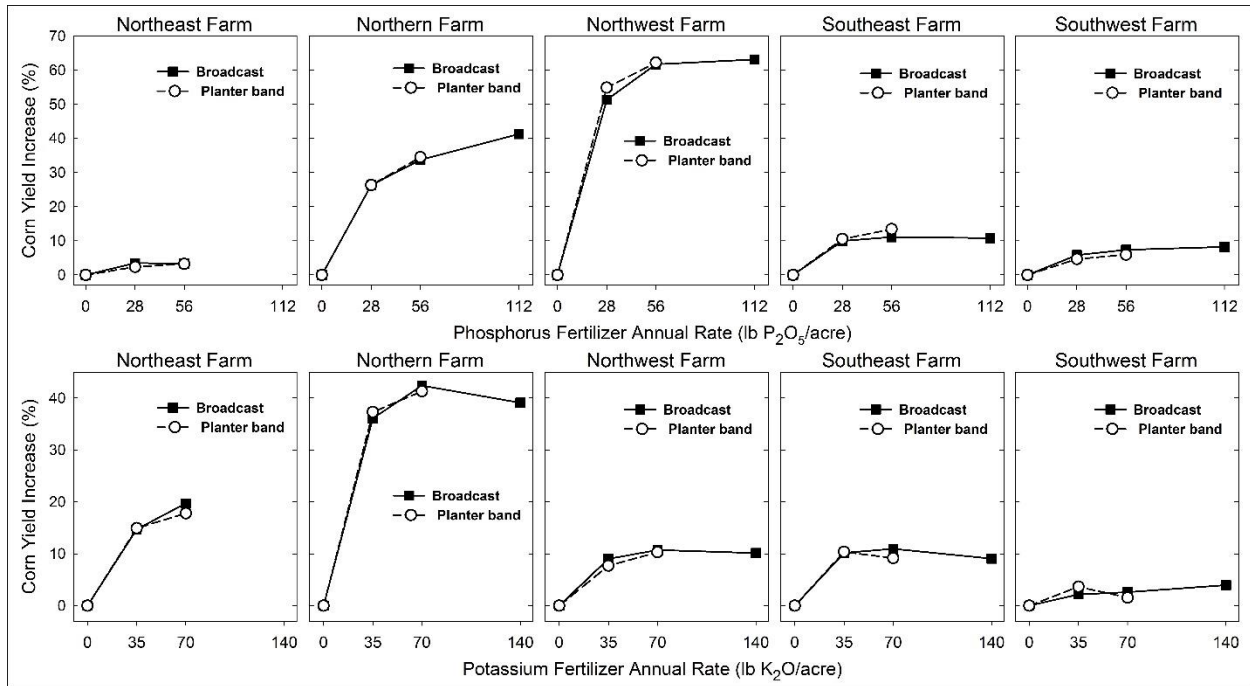 Northeast Farm Northern Farm Northwest Farm Southeast Farm Southwest Farm
Corn Yield Increase (%)
70
60
50
40
30
20
10
0
Broadcast
Planter band
Broadcast
Planter band
Broadcast
Planter band
Broadcast
Planter band
Broadcast
Planter band
0 28 56 112 0 28 56 112 0 28 56 112 0 28 56 112 0 28 56 112
Phosphorus Fertilizer Annual Rate (lb P₂O₅/acre)
Northeast Farm Northern Farm Northwest Farm Southeast Farm Southwest Farm
Corn Yield Increase (%)
40
30
20
10
0
Broadcast
Planter band
Broadcast
Planter band
Broadcast
Planter band
Broadcast
Planter band
Broadcast
Planter band
0 35 70 140 0 35 70 140 0 35 70 140 0 35 70 140 0 35 70 140
Potassium Fertilizer Annual Rate (lb K₂O/acre)